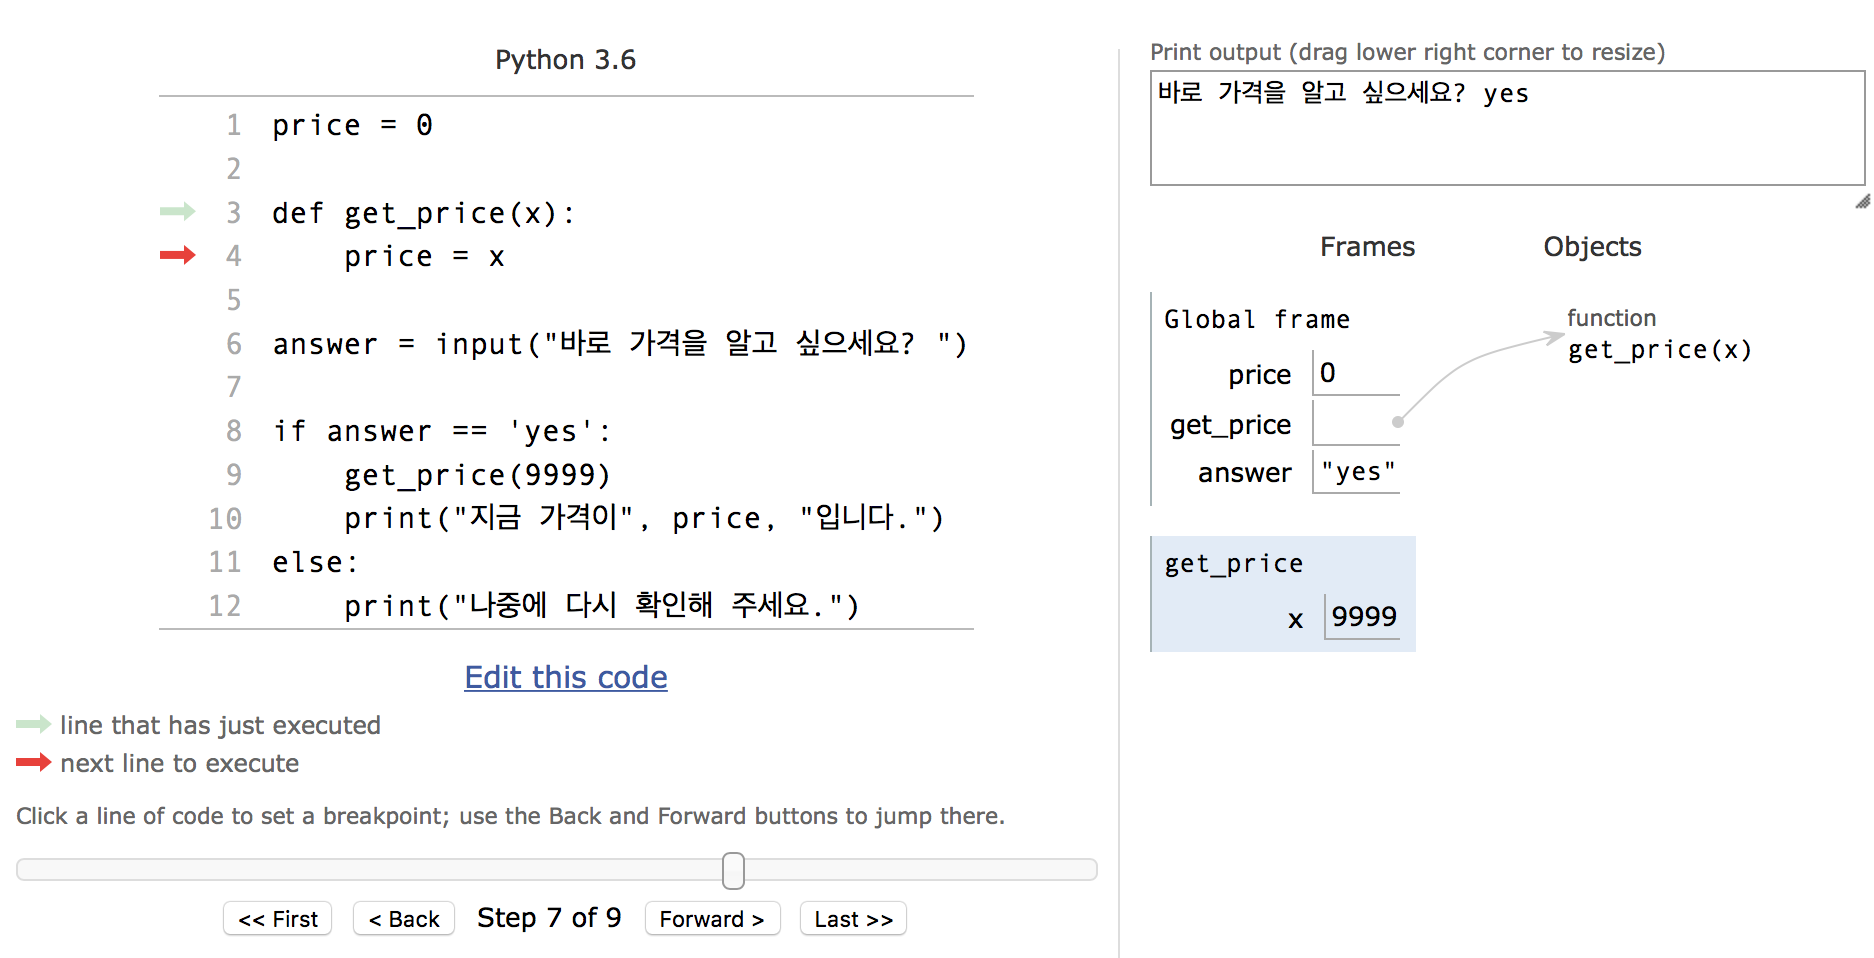 Python 3.6
1 price = 0
2
3 def get_price(x):
4     price = x
5
6 answer = input("바로 가격을 알고 싶으세요? ")
7
8 if answer == 'yes':
9     get_price(9999)
10     print("지금 가격이", price, "입니다.")
11 else:
12     print("나중에 다시 확인해 주세요.")
Edit this code
line that has just executed
next line to execute
Click a line of code to set a breakpoint; use the Back and Forward buttons to jump there.
<< First < Back Step 7 of 9 Forward > Last >>
Print output (drag lower right corner to resize)
바로 가격을 알고 싶으세요? yes
Frames Objects
Global frame
price 0
get_price
answer "yes"
function
get_price(x)
get_price
x 9999